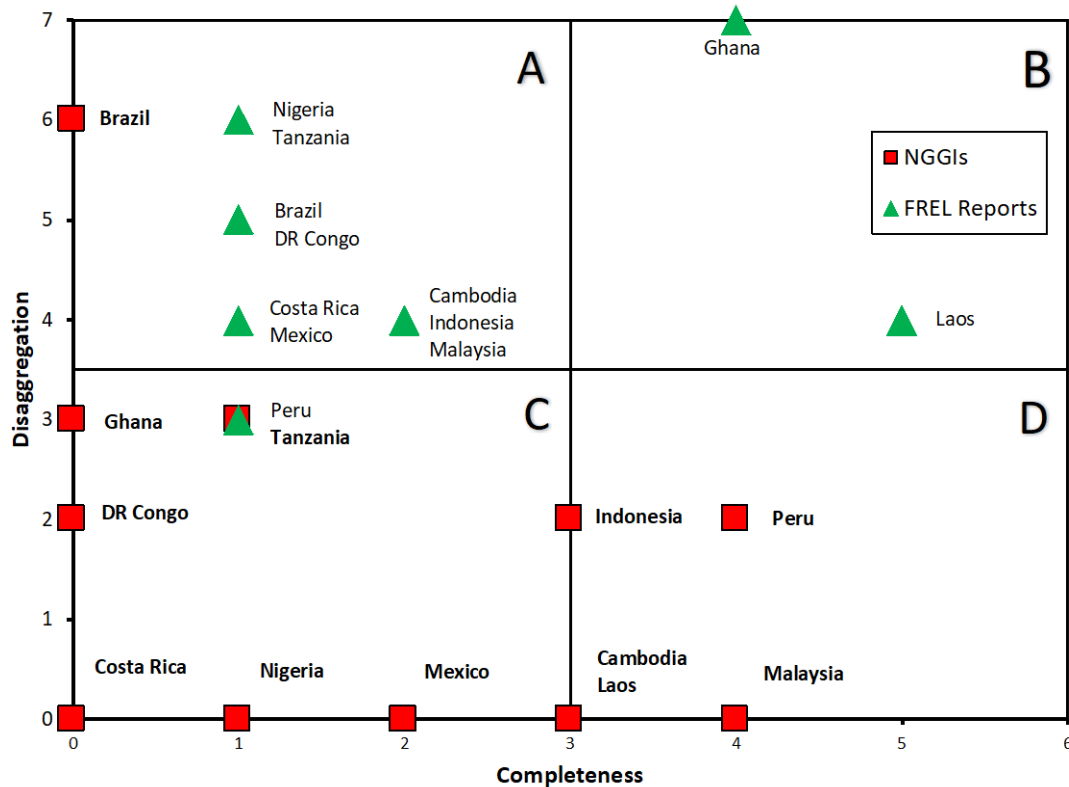 7
A
Ghana
B
6
Brazil
Nigeria
Tanzania
NGGIs
FREL Reports
5
Brazil
DR Congo
4
Costa Rica
Mexico
Cambodia
Indonesia
Malaysia
Laos
Disaggregation
3
Ghana
Peru
Tanzania
C
D
2
DR Congo
Indonesia
Peru
1
Costa Rica
Nigeria
Mexico
Cambodia
Laos
Malaysia
0
0 1 2 3 4 5 6
Completeness